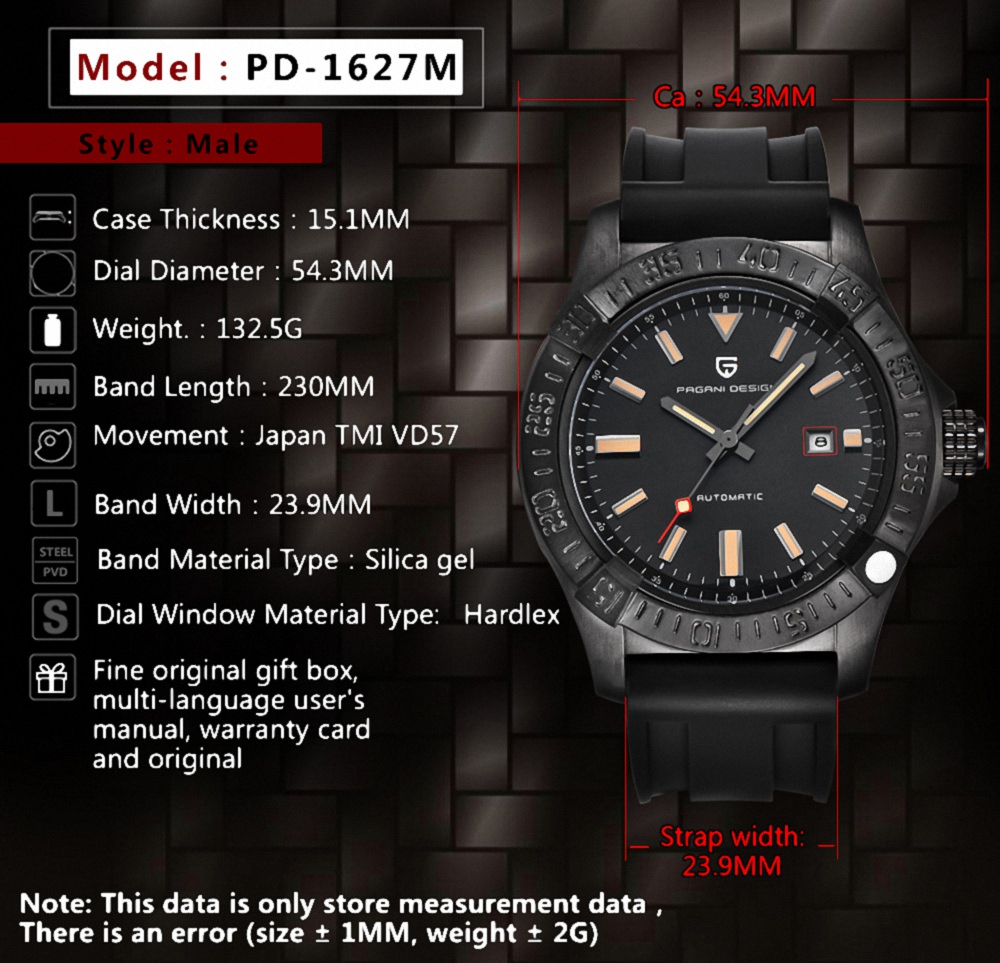 Model : PD-1627M
Ca : 54.3MM
Style : Male
Case Thickness : 15.1MM
Dial Diameter : 54.3MM
Weight. : 132.5G
Band Length : 230MM
Movement : Japan TMI VD57
L
Band Width : 23.9MM
STEEL
PVD
Band Material Type : Silica gel
S
Dial Window Material Type: Hardlex
Fine original gift box,
multi-language user's
manual, warranty card
and original
PAGANI DESIGN
8
AUTOMATIC
60
40
10
Strap width:
23.9MM
Note: This data is only store measurement data ,
There is an error (size ± 1MM, weight ± 2G)